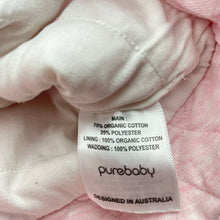 MAIN
75% ORGANIC COTTON
25% POLYESTER
LINING : 100% ORGANIC COTTON
WADDING : 100% POLYESTER
purebaby
DESIGNED IN AUSTRALIA